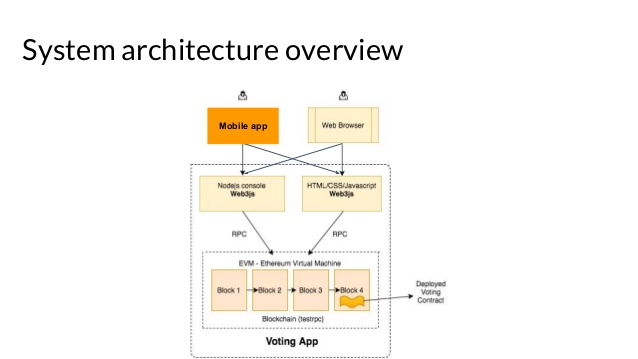 System architecture overview
Mobile app
Web Browser
Nodejs console
Web3js
HTML/CSS/Javascript
Web3js
RPC
RPC
EVM - Ethereum Virtual Machine
Block 1
Block 2
Block 3
Block 4
Deployed
Voting
Contract
Blockchain (testrpc)
Voting App